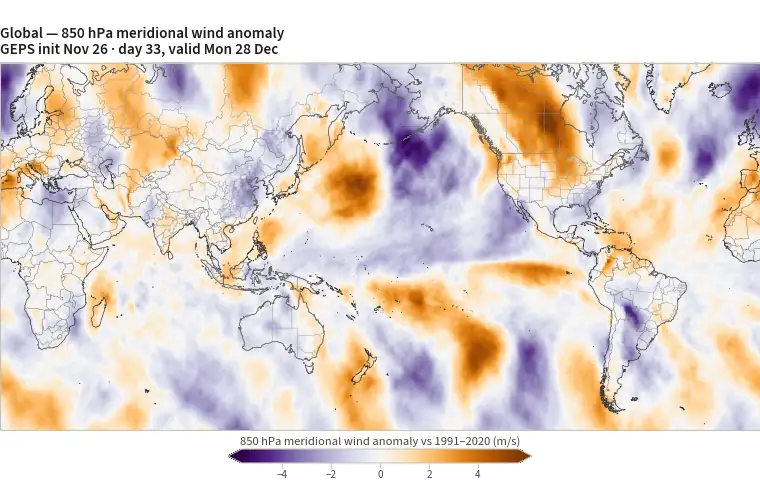 Global — 850 hPa meridional wind anomaly
GEPS init Nov 26 · day 33, valid Mon 28 Dec
850 hPa meridional wind anomaly vs 1991–2020 (m/s)
−4 −2 0 2 4